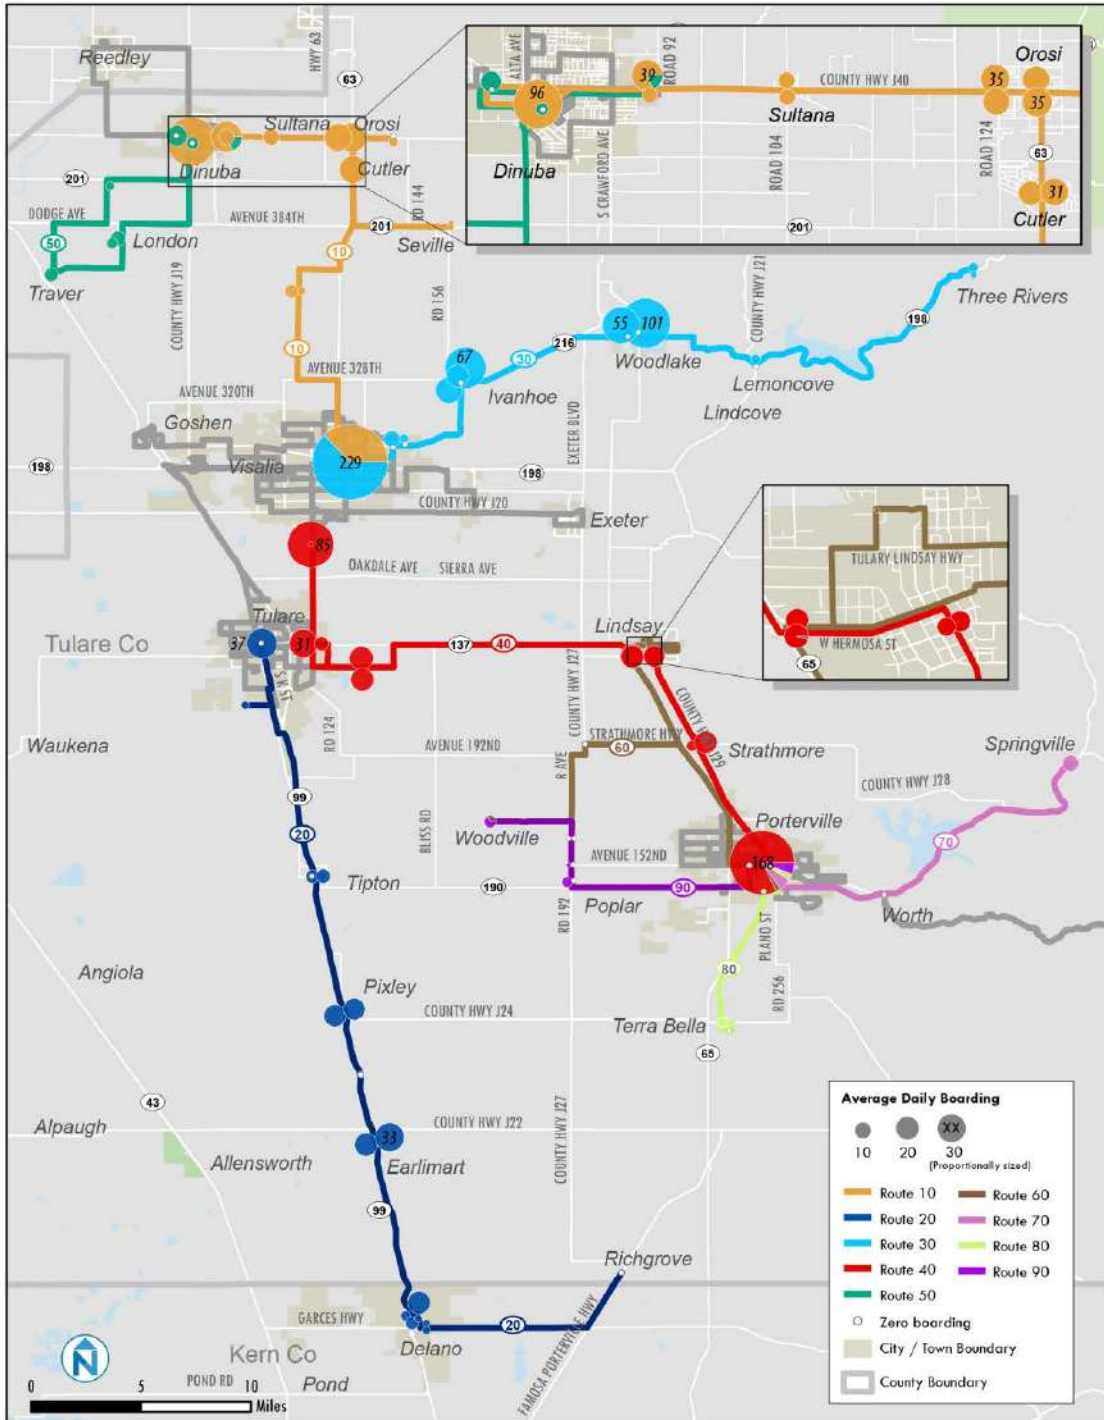 Reedley
HWY 63
63
Sultana
Orosi
Dinuba
Cutler
201
RD 144
DODGE AVE
AVENUE 384TH
201
Seville
50
London
10
Traver
COUNTY HWY J19
RD 156
ALTA AVE
39
ROAD 92
COUNTY HWY J40
35
Orosi
96
35
Sultana
Dinuba
S CRAWFORD AVE
ROAD 104
ROAD 124
63
31
Cutler
201
COUNTY HWY J21
Three Rivers
198
55
101
216
Woodlake
67
30
10
AVENUE 328TH
Ivanhoe
Lemoncove
AVENUE 320TH
Lindcove
Goshen
EXETER BLVD
198
Visalia
229
198
COUNTY HWY J20
Exeter
85
OAKDALE AVE
SIERRA AVE
TULARY LINDSAY HWY
W HERMOSA ST
65
Tulare
Lindsay
Tulare Co
37
31
137
40
S K ST
COUNTY HWY J27
COUNTY HWY J29
RD 124
Waukena
AVENUE 192ND
STRATHMORE HWY
60
Strathmore
Springville
R AVE
COUNTY HWY J28
99
20
BLISS RD
Woodville
Porterville
AVENUE 152ND
168
70
Tipton
190
90
RD 192
Poplar
PLANO ST
Worth
Angiola
80
RD 256
Pixley
COUNTY HWY J24
Terra Bella
65
43
Alpaugh
33
COUNTY HWY J22
COUNTY HWY J27
Allensworth
Earlimart
99
Richgrove
GARCES HWY
20
Delano
FAMOSA PORTERVILLE HWY
Kern Co
POND RD
Pond
N
0 5 10
Miles
Average Daily Boarding
XX
10 20 30
(Proportionally sized)
Route 10
Route 20
Route 30
Route 40
Route 50
Route 60
Route 70
Route 80
Route 90
Zero boarding
City / Town Boundary
County Boundary